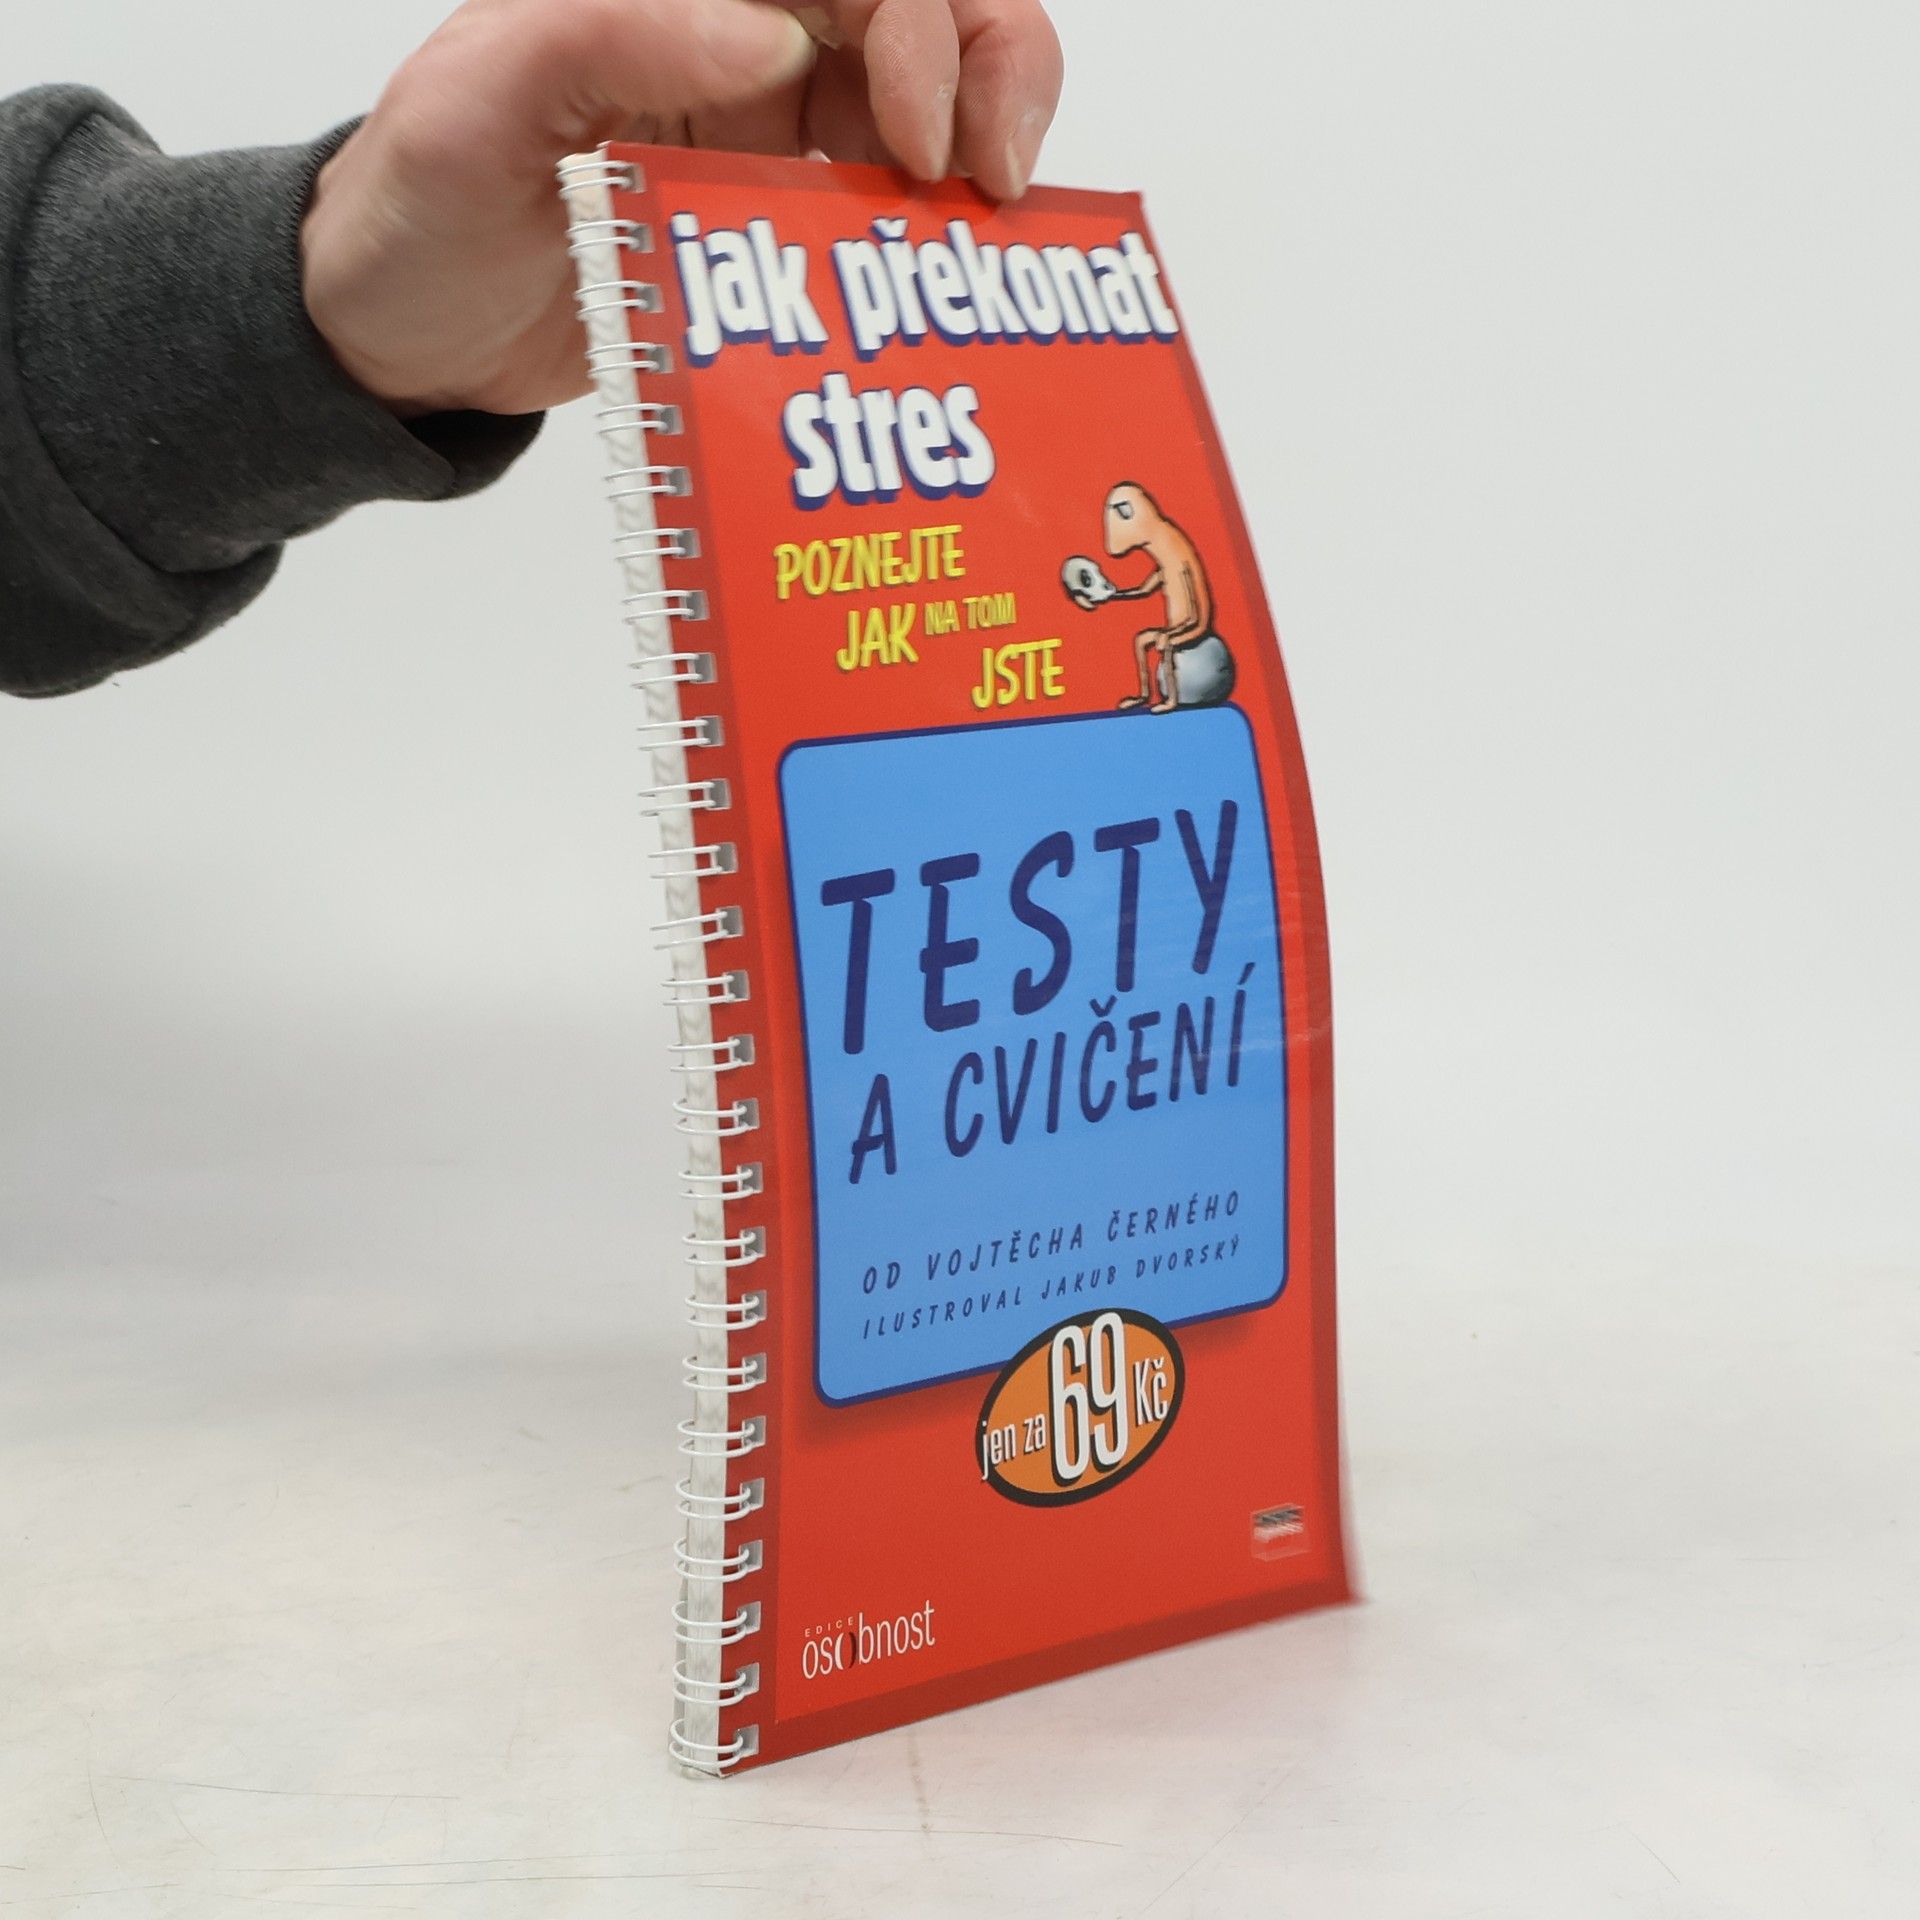 jak překonat
stres
POZNEJTE
JAK NA TOM
JSTE
TESTY
A CVIČENÍ
OD VOJTĚCHA ČERNÉHO
ILUSTROVAL JAKUB DVORSKÝ
jen za 69 Kč
EDICE
osobnost